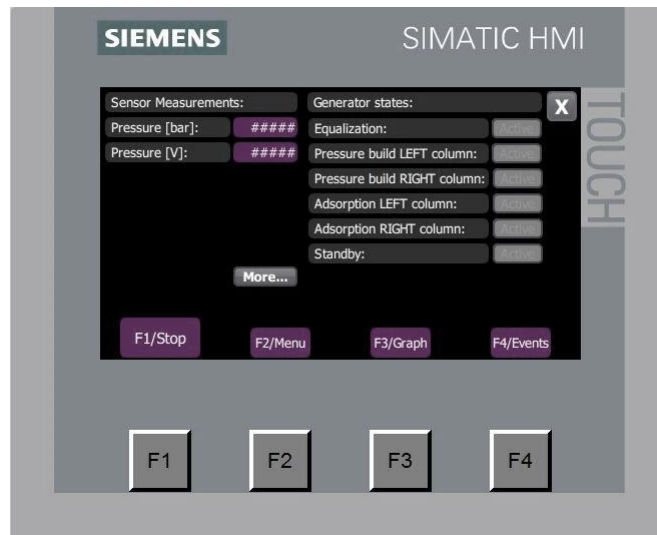 SIEMENS
SIMATIC HMI
TOUCH
X
Sensor Measurements:
Pressure [bar]: #####
Pressure [V]: #####
More...
Generator states:
Equalization: Active
Pressure build LEFT column: Active
Pressure build RIGHT column: Active
Adsorption LEFT column: Active
Adsorption RIGHT column: Active
Standby: Active
F1/Stop
F2/Menu
F3/Graph
F4/Events
F1
F2
F3
F4